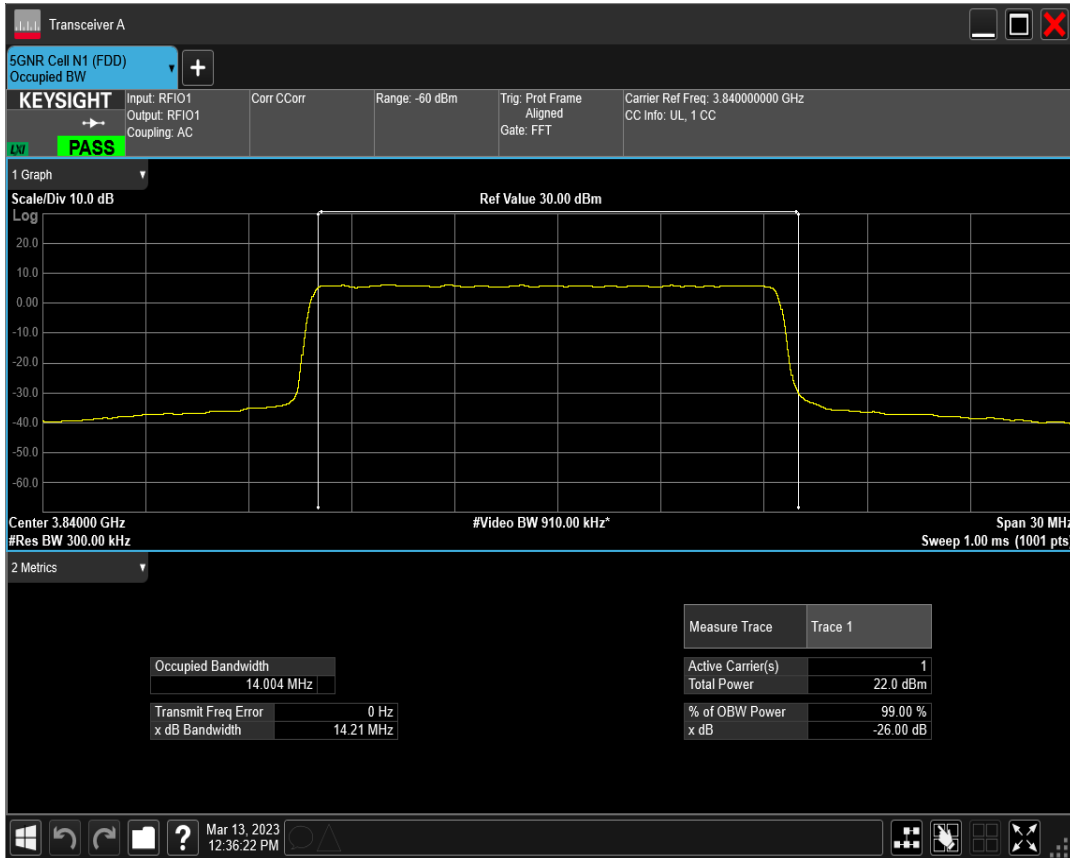 Transceiver A
5GNR Cell N1 (FDD)
Occupied BW
+
KEYSIGHT
LXI
PASS
Input: RFIO1
Output: RFIO1
Coupling: AC
Corr CCorr
Range: -60 dBm
Trig: Prot Frame
Aligned
Gate: FFT
Carrier Ref Freq: 3.840000000 GHz
CC Info: UL, 1 CC
1 Graph
Scale/Div 10.0 dB
Ref Value 30.00 dBm
Log
20.0
10.0
0.00
-10.0
-20.0
-30.0
-40.0
-50.0
-60.0
Center 3.84000 GHz
#Video BW 910.00 kHz*
Span 30 MHz
#Res BW 300.00 kHz
Sweep 1.00 ms (1001 pts)
2 Metrics
Measure Trace Trace 1
Occupied Bandwidth
14.004 MHz
Active Carrier(s) 1
Total Power 22.0 dBm
Transmit Freq Error 0 Hz
x dB Bandwidth 14.21 MHz
% of OBW Power 99.00 %
x dB -26.00 dB
?
Mar 13, 2023
12:36:22 PM